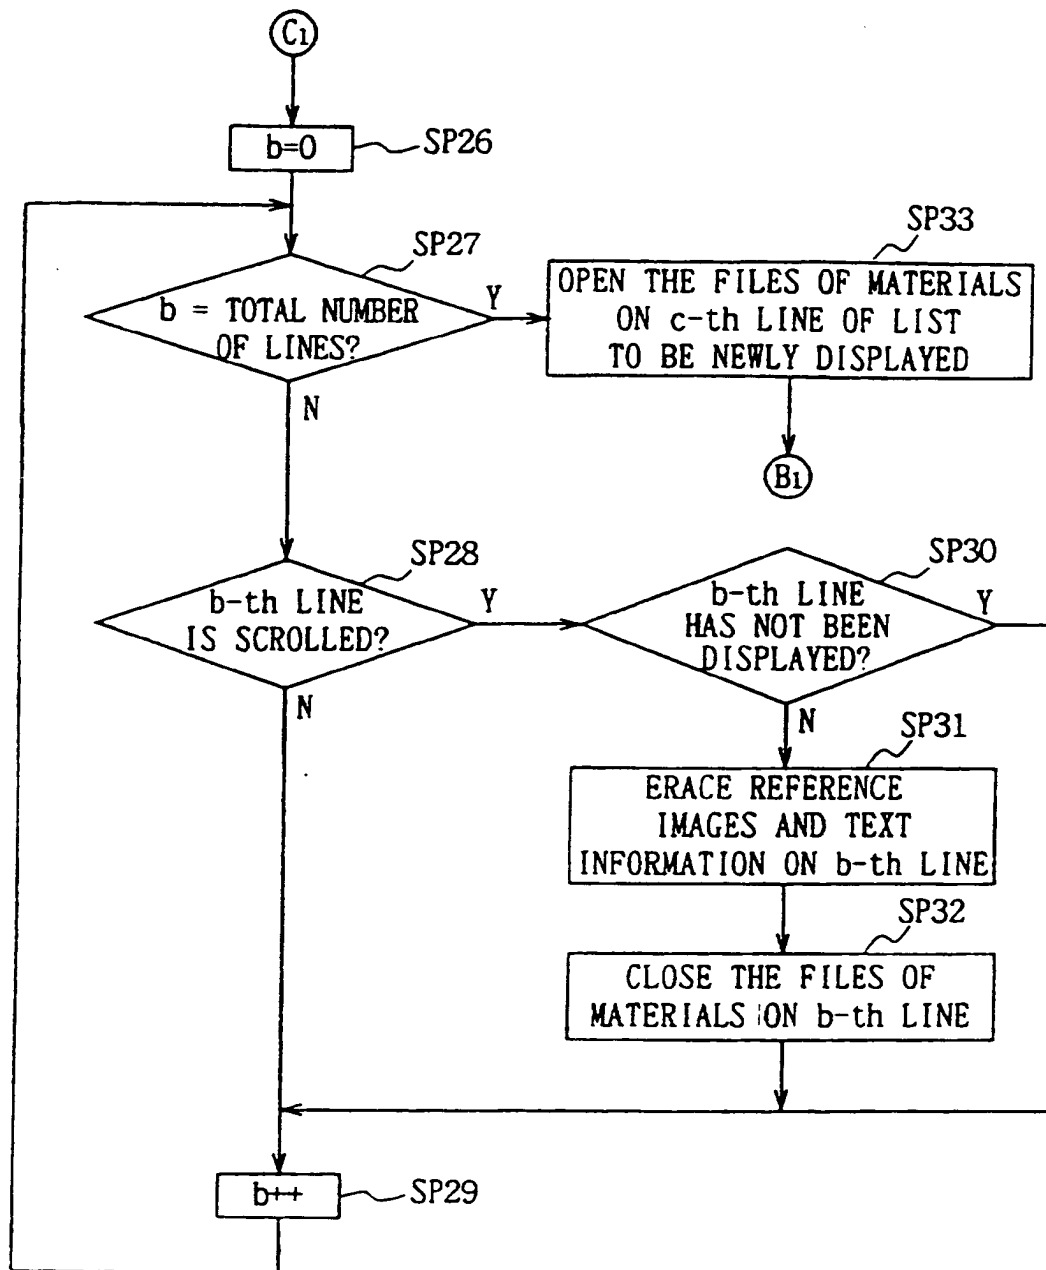 C1
b=0
SP26
SP27
b = TOTAL NUMBER
OF LINES?
Y
N
SP33
OPEN THE FILES OF MATERIALS
ON c-th LINE OF LIST
TO BE NEWLY DISPLAYED
B1
SP28
b-th LINE
IS SCROLLED?
Y
N
SP30
b-th LINE
HAS NOT BEEN
DISPLAYED?
Y
N
SP31
ERACE REFERENCE
IMAGES AND TEXT
INFORMATION ON b-th LINE
SP32
CLOSE THE FILES OF
MATERIALS ON b-th LINE
b++
SP29